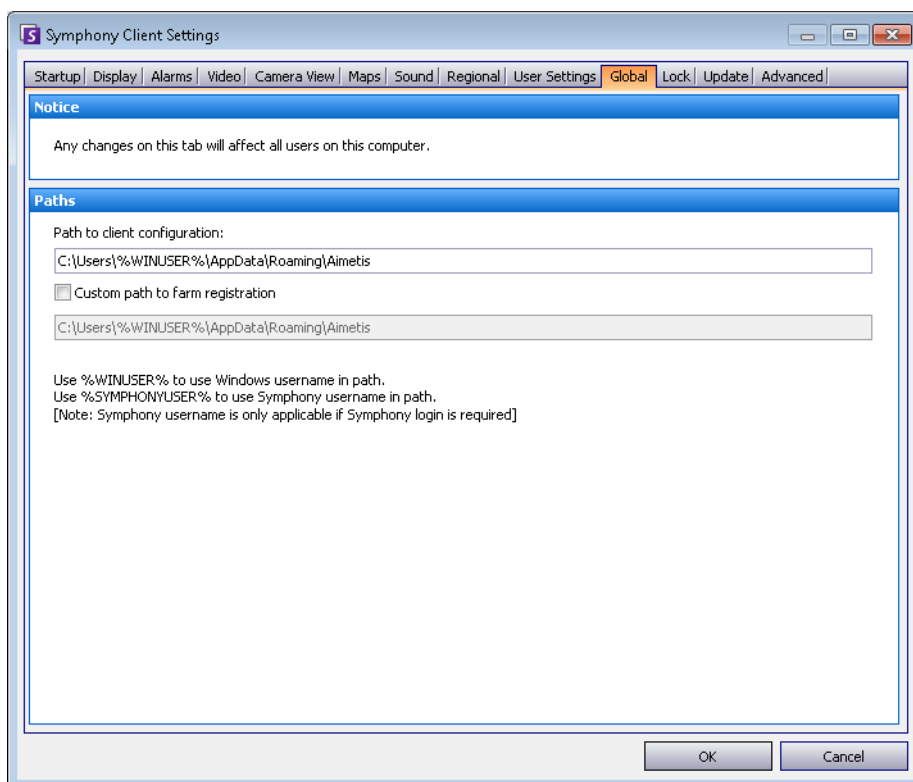 Symphony Client Settings
Startup Display Alarms Video Camera View Maps Sound Regional User Settings Global Lock Update Advanced
Notice
Any changes on this tab will affect all users on this computer.
Paths
Path to client configuration:
C:\Users\%WINUSER%\AppData\Roaming\Aimetis
Custom path to farm registration
C:\Users\%WINUSER%\AppData\Roaming\Aimetis
Use %WINUSER% to use Windows username in path.
Use %SYMPHONYUSER% to use Symphony username in path.
[Note: Symphony username is only applicable if Symphony login is required]
OK Cancel